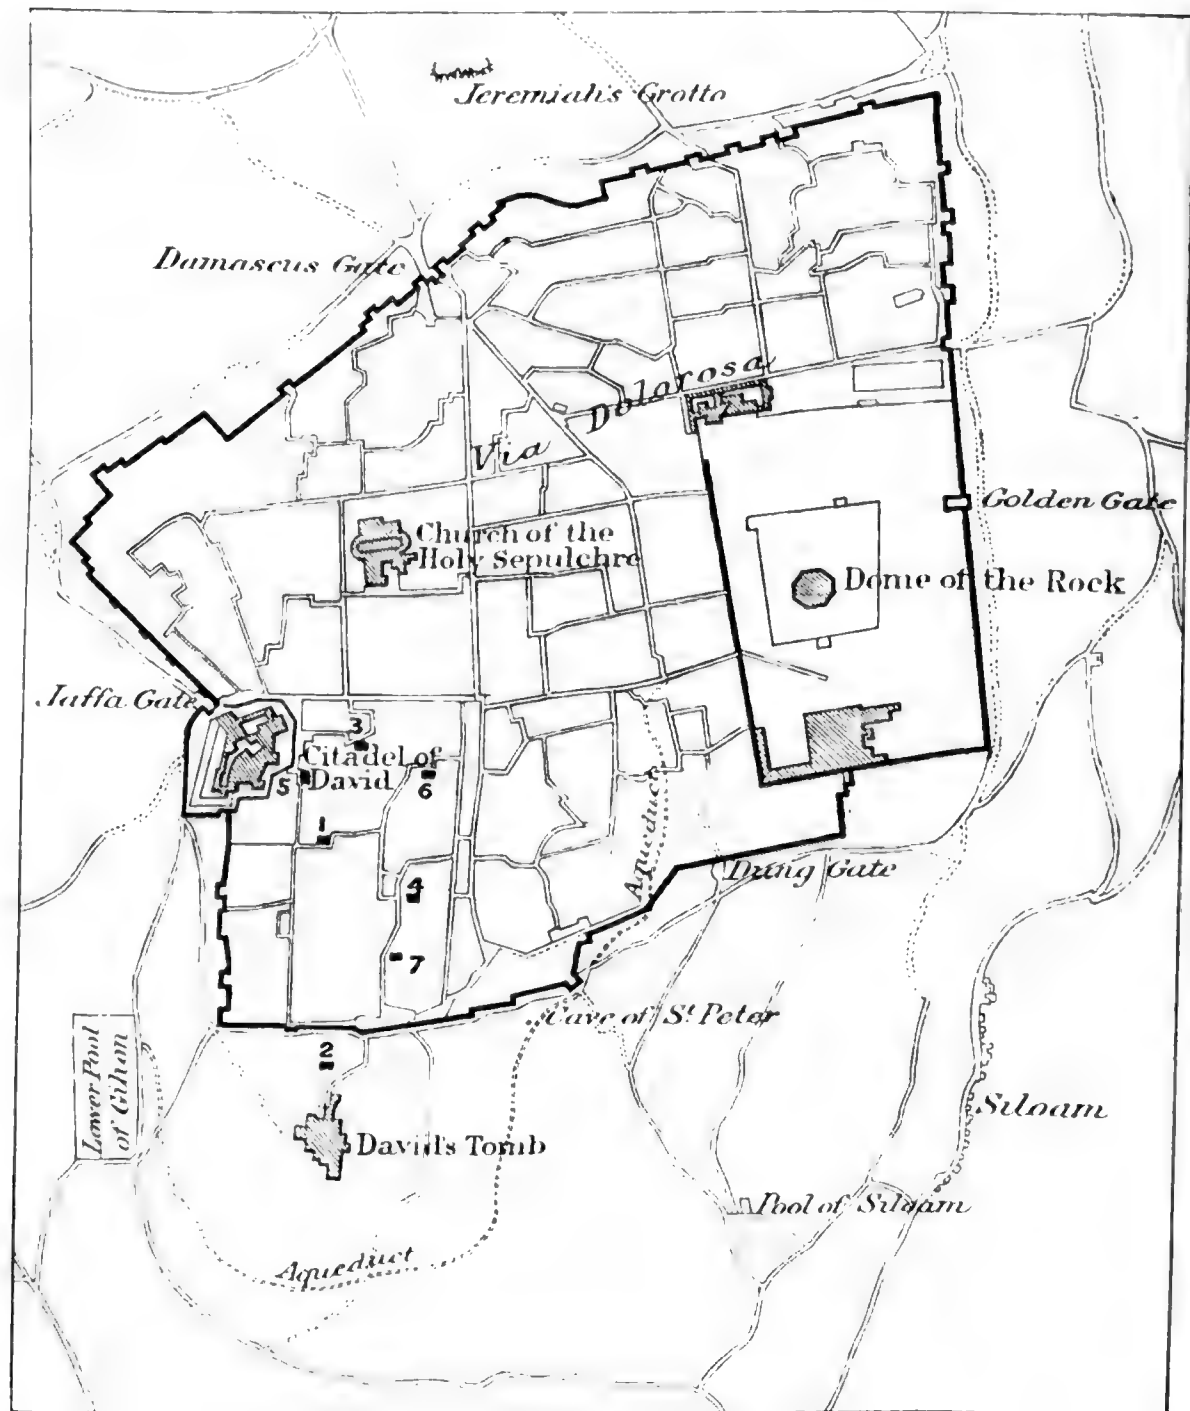 Jeremiah's Grotto
Damascus Gate
Via Dolarosa
Golden Gate
Church of the
Holy Sepulchre
Dome of the Rock
Jaffa Gate
3
Citadel of
David
5
6
1
Aqueduct
Dung Gate
4
7
Cave of St. Peter
2
Lower Pool
of Gihon
Siloam
David's Tomb
Pool of Siloam
Aqueduct